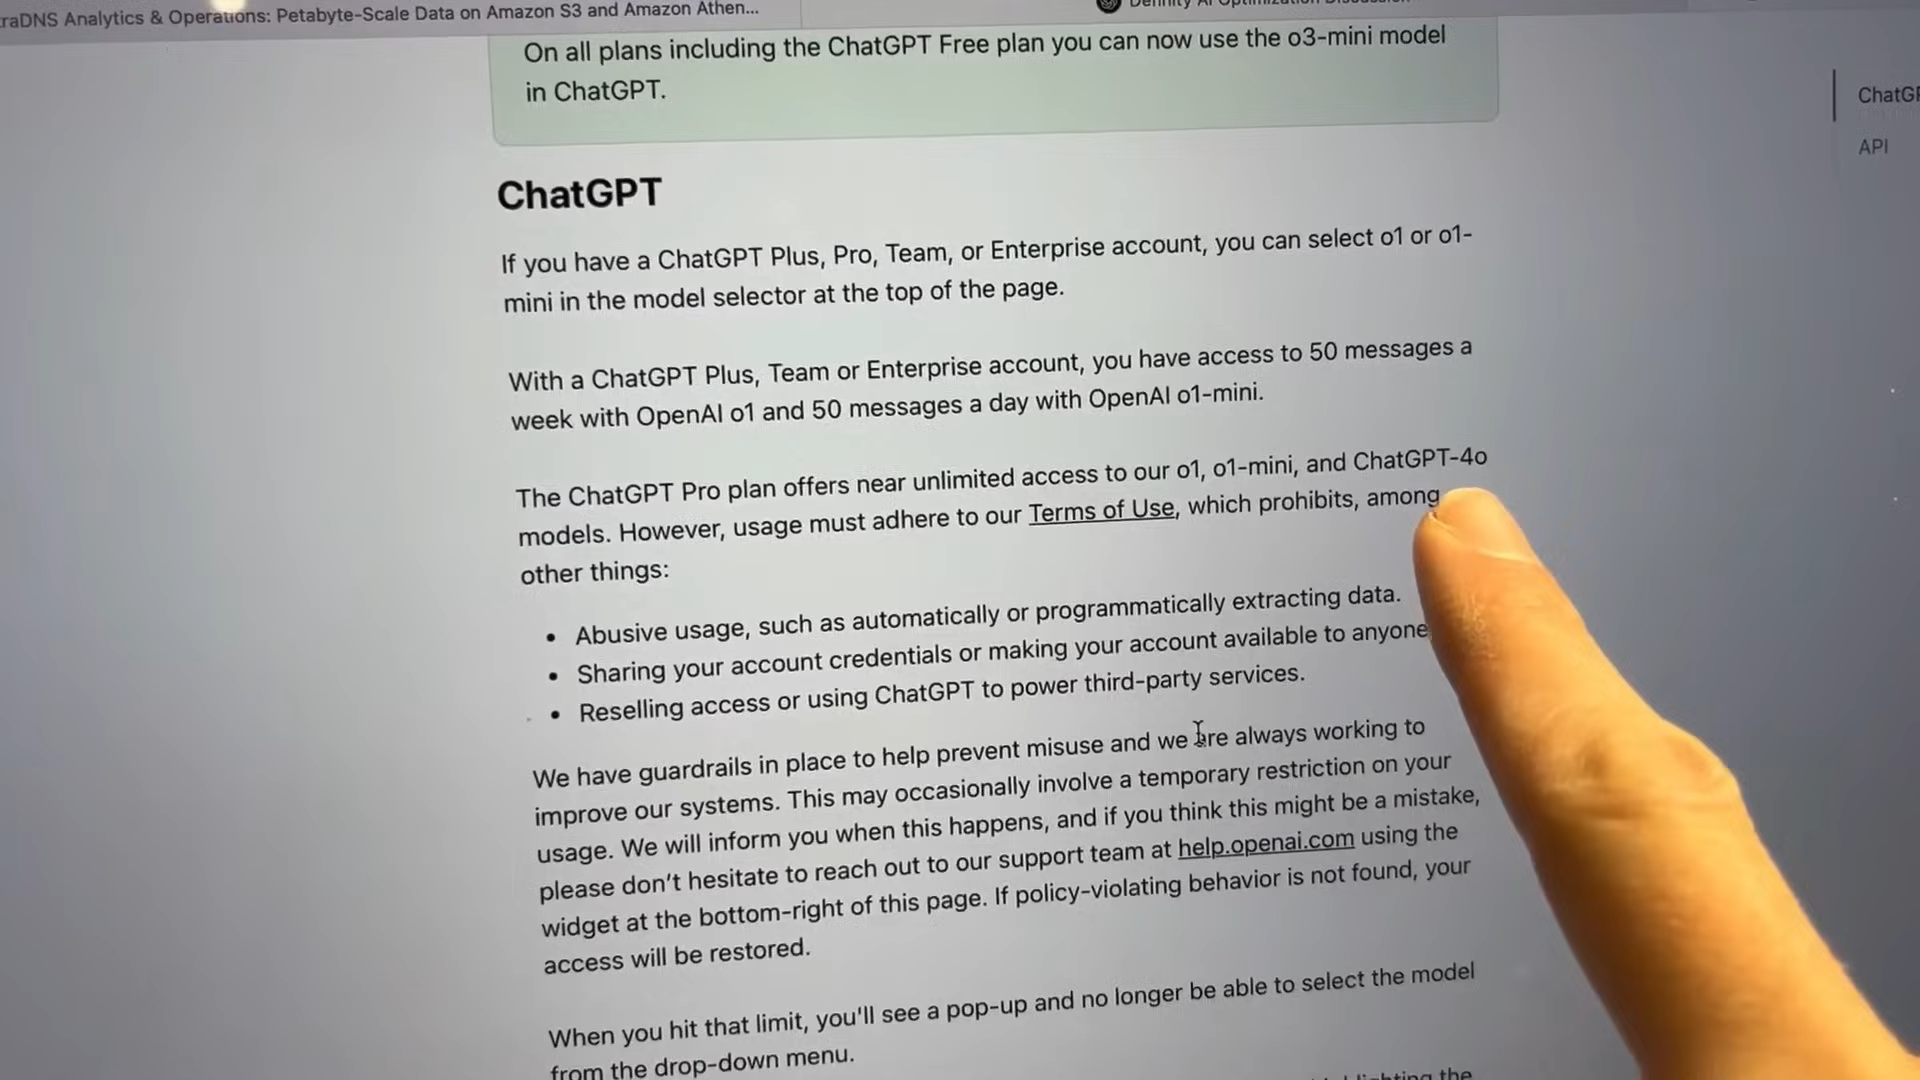 raDNS Analytics & Operations: Petabyte-Scale Data on Amazon S3 and Amazon Athen...
On all plans including the ChatGPT Free plan you can now use the o3-mini model
in ChatGPT.
ChatGPT
API
ChatGPT
If you have a ChatGPT Plus, Pro, Team, or Enterprise account, you can select o1 or o1-
mini in the model selector at the top of the page.
With a ChatGPT Plus, Team or Enterprise account, you have access to 50 messages a
week with OpenAI o1 and 50 messages a day with OpenAI o1-mini.
The ChatGPT Pro plan offers near unlimited access to our o1, o1-mini, and ChatGPT-4o
models. However, usage must adhere to our Terms of Use, which prohibits, among
other things:
• Abusive usage, such as automatically or programmatically extracting data.
• Sharing your account credentials or making your account available to anyone
• Reselling access or using ChatGPT to power third-party services.
We have guardrails in place to help prevent misuse and we are always working to
improve our systems. This may occasionally involve a temporary restriction on your
usage. We will inform you when this happens, and if you think this might be a mistake,
please don't hesitate to reach out to our support team at help.openai.com using the
widget at the bottom-right of this page. If policy-violating behavior is not found, your
access will be restored.
When you hit that limit, you'll see a pop-up and no longer be able to select the model
from the drop-down menu.
the